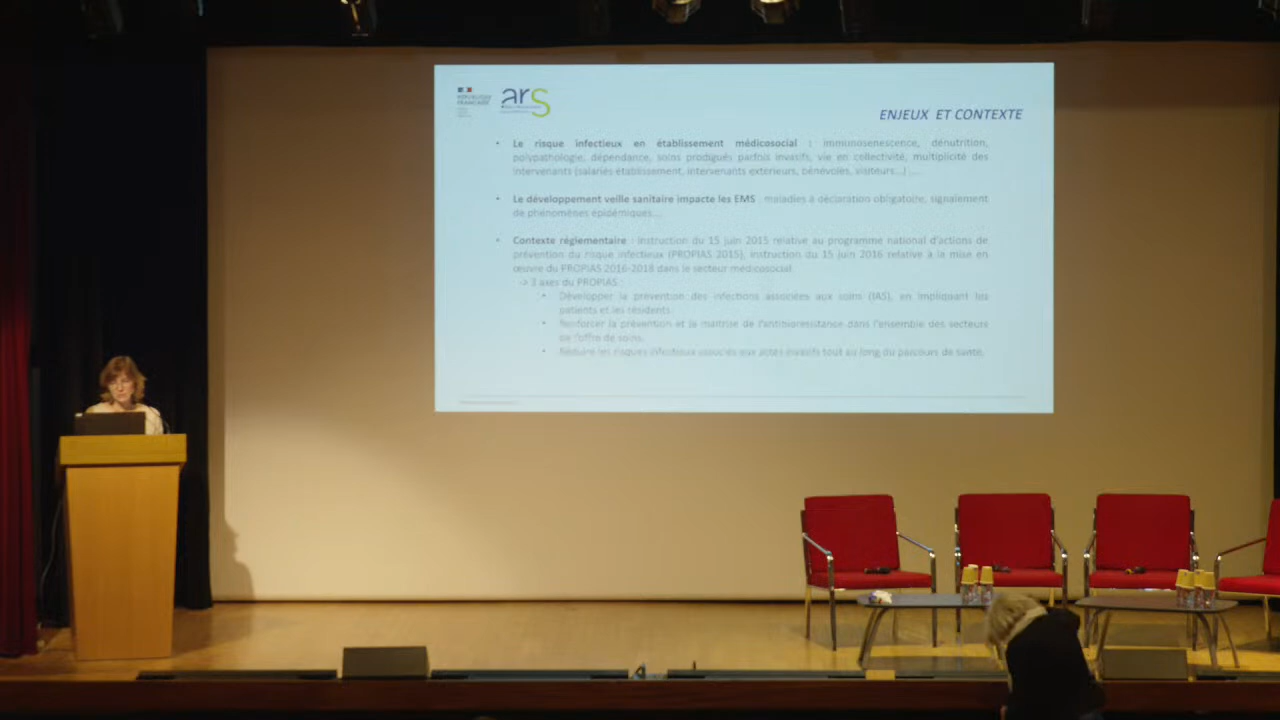 RÉPUBLIQUE
FRANÇAISE
ars
ENJEUX ET CONTEXTE
• Le risque infectieux en établissement médicosocial : immunosenescence, dénutrition,
polypathologie, dépendance, soins prodigués parfois invasifs, vie en collectivité, multiplicité des
intervenants (salariés établissement, intervenants extérieurs, bénévoles, visiteurs...) ...
• Le développement veille sanitaire impacte les EMS : maladies à déclaration obligatoire, signalement
de phénomènes épidémiques...
• Contexte réglementaire : instruction du 15 juin 2015 relative au programme national d'actions de
prévention du risque infectieux (PROPIAS 2015), instruction du 15 juin 2016 relative à la mise en
œuvre du PROPIAS 2016-2018 dans le secteur médicosocial.
-> 3 axes du PROPIAS :
• Développer la prévention des infections associées aux soins (IAS), en impliquant les
patients et les résidents
• Renforcer la prévention et la maitrise de l'antibiorésistance dans l'ensemble des secteurs
de l'offre de soins.
• Réduire les risques infectieux associés aux actes invasifs tout au long du parcours de santé.